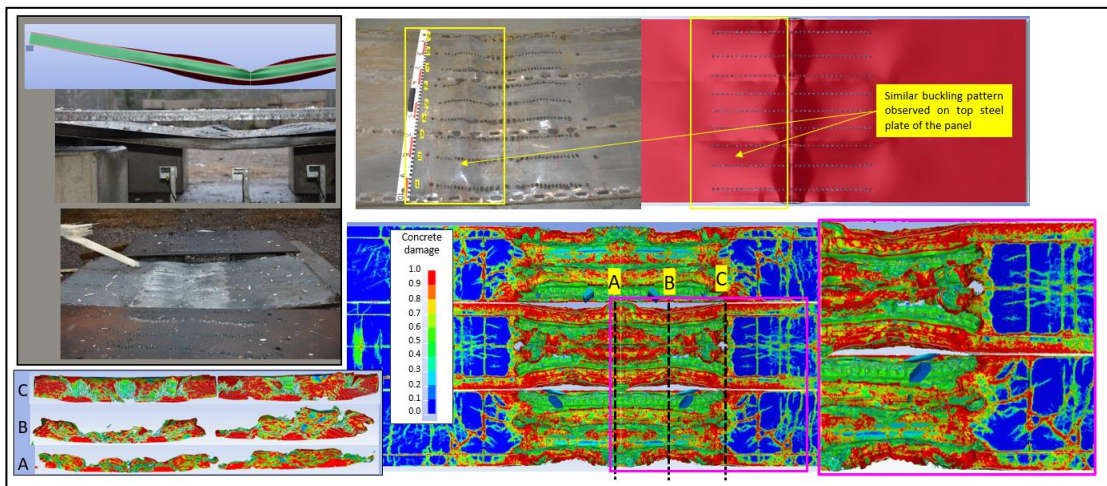 Similar buckling pattern
observed on top steel
plate of the panel
Concrete
damage
1.0
0.9
0.8
0.7
0.6
0.5
0.4
0.3
0.2
0.1
0.0
A
B
C
C
B
A